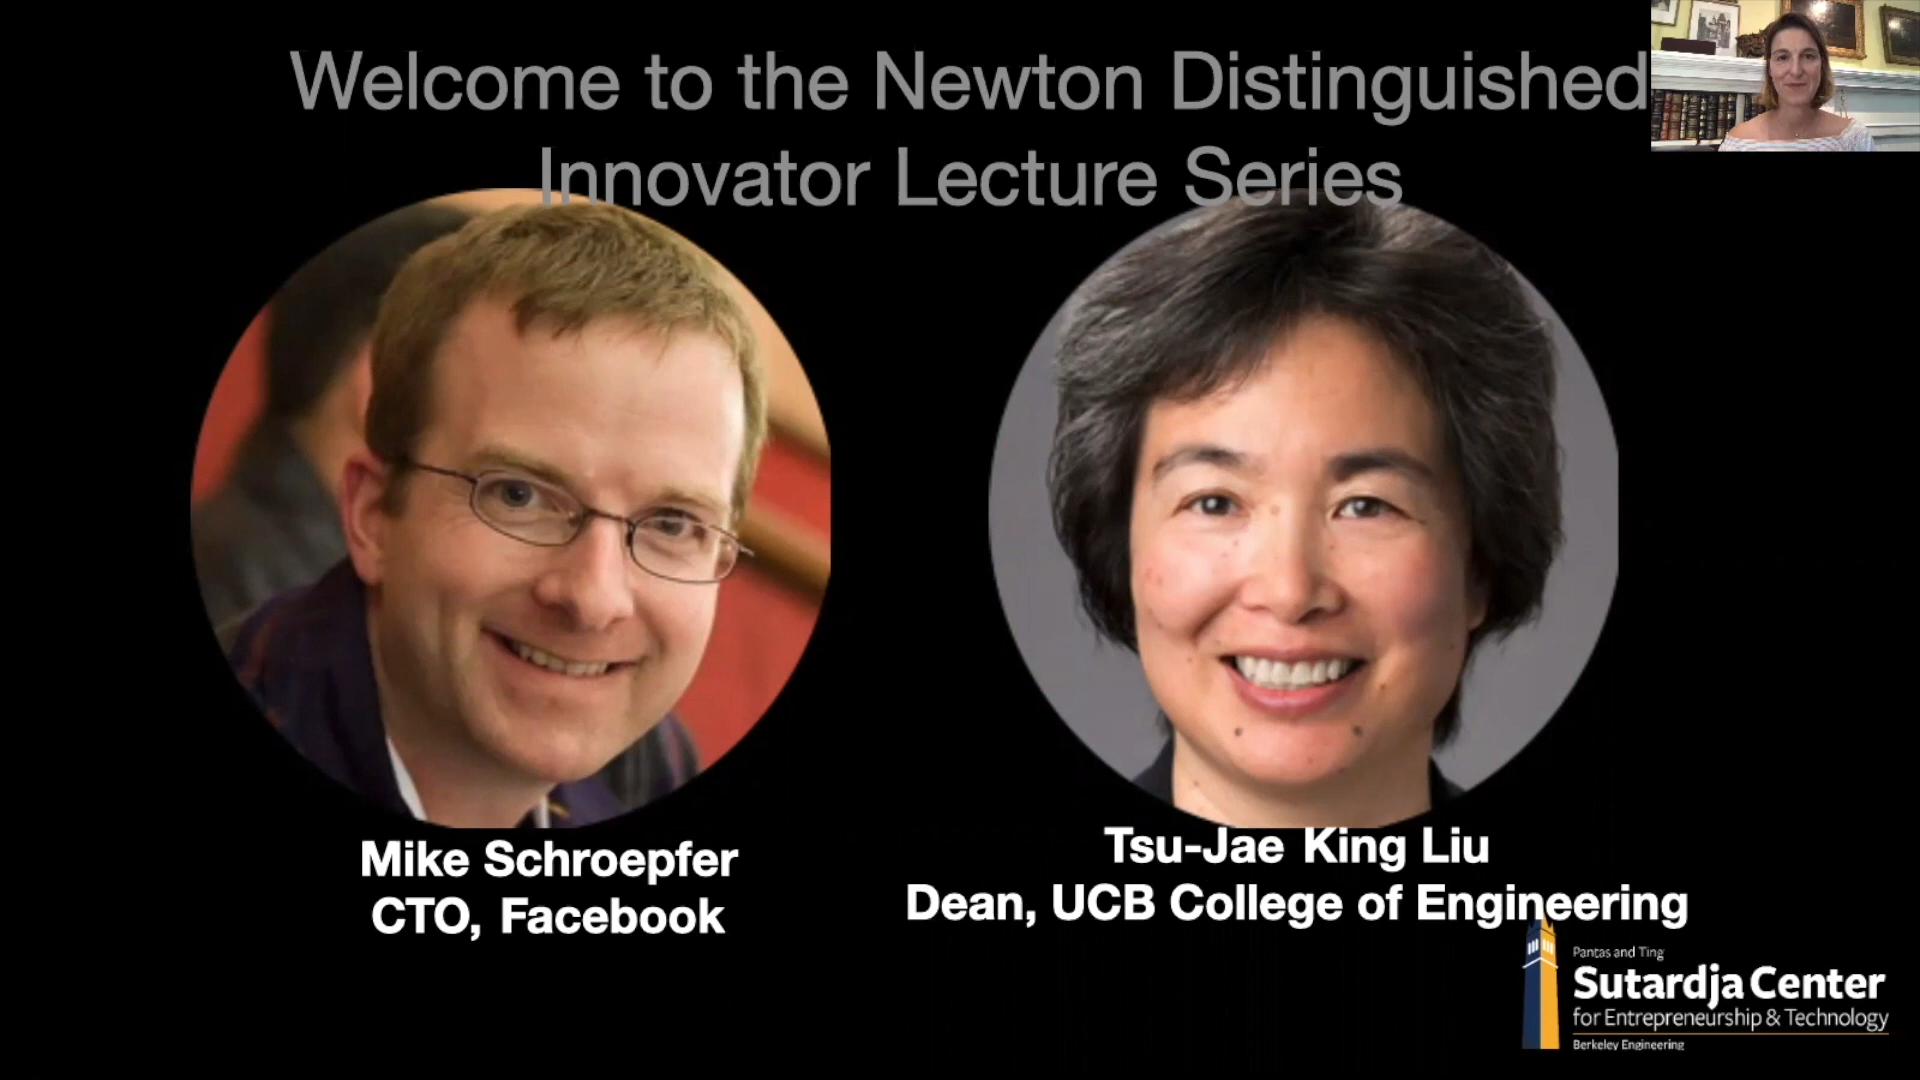 Welcome to the Newton Distinguished
Innovator Lecture Series
Mike Schroepfer
CTO, Facebook
Tsu-Jae King Liu
Dean, UCB College of Engineering
Pantas and Ting
Sutardja Center
for Entrepreneurship & Technology
Berkeley Engineering